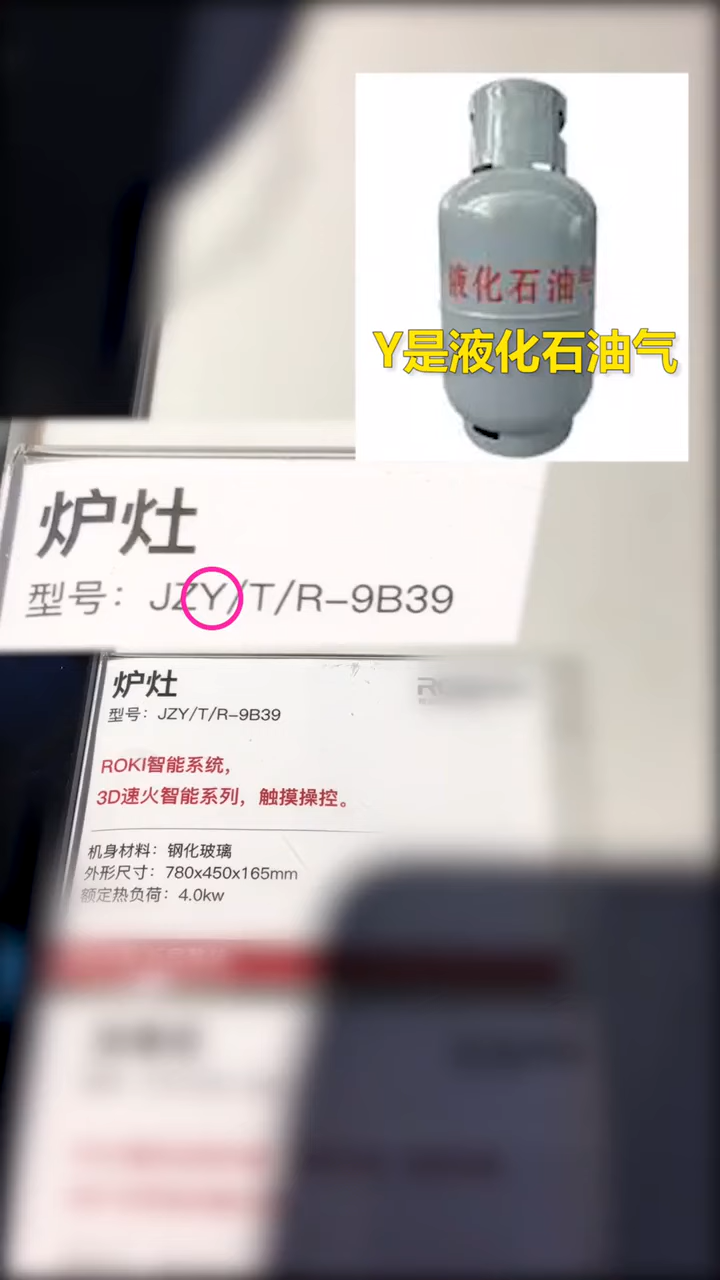 液化石油气
Y是液化石油气
炉灶
型号：JZY/T/R-9B39
炉灶
型号：JZY/T/R-9B39
ROKI智能系统，
3D速火智能系列，触摸操控。
机身材料：钢化玻璃
外形尺寸：780x450x165mm
额定热负荷：4.0kw